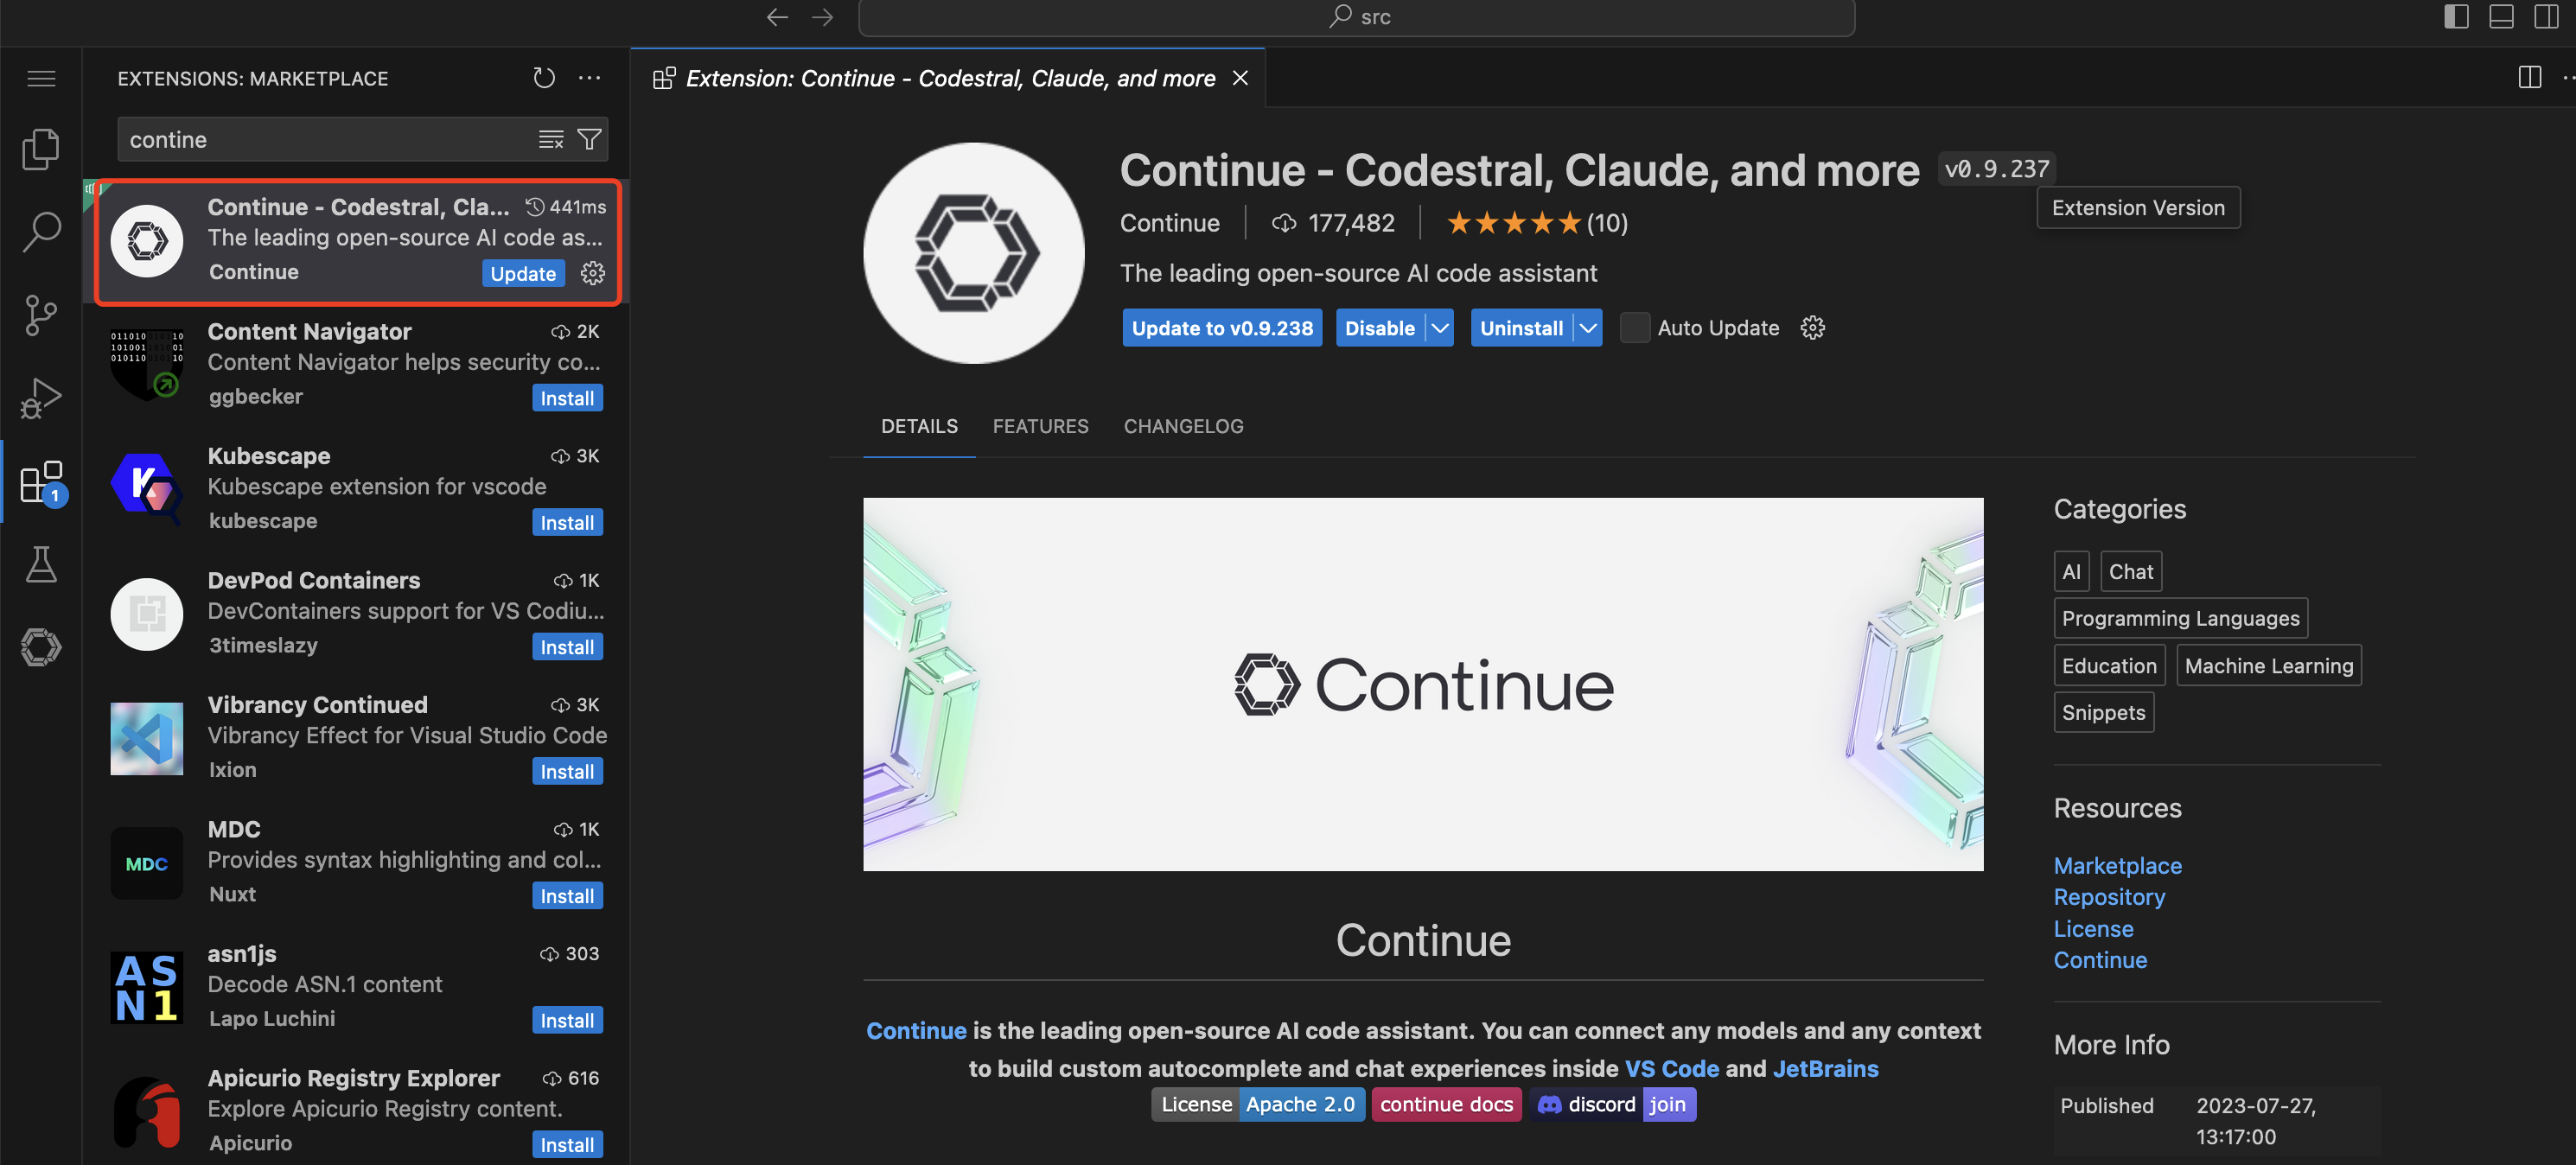 src
EXTENSIONS: MARKETPLACE
contine
Continue - Codestral, Cla... 441ms
The leading open-source AI code as...
Continue Update
Content Navigator 2K
Content Navigator helps security co...
ggbecker Install
Kubescape 3K
Kubescape extension for vscode
kubescape Install
DevPod Containers 1K
DevContainers support for VS Codiu...
3timeslazy Install
Vibrancy Continued 3K
Vibrancy Effect for Visual Studio Code
Ixion Install
MDC 1K
Provides syntax highlighting and col...
MDC
Nuxt Install
asn1js 303
Decode ASN.1 content
AS
N1
Lapo Luchini Install
Apicurio Registry Explorer 616
Explore Apicurio Registry content.
Apicurio Install
1
Extension: Continue - Codestral, Claude, and more
Continue - Codestral, Claude, and more v0.9.237
Extension Version
Continue 177,482 (10)
The leading open-source AI code assistant
Update to v0.9.238 Disable Uninstall Auto Update
DETAILS FEATURES CHANGELOG
Continue
Continue
Continue is the leading open-source AI code assistant. You can connect any models and any context
to build custom autocomplete and chat experiences inside VS Code and JetBrains
License Apache 2.0 continue docs discord join
Categories
AI Chat
Programming Languages
Education Machine Learning
Snippets
Resources
Marketplace
Repository
License
Continue
More Info
Published 2023-07-27,
13:17:00